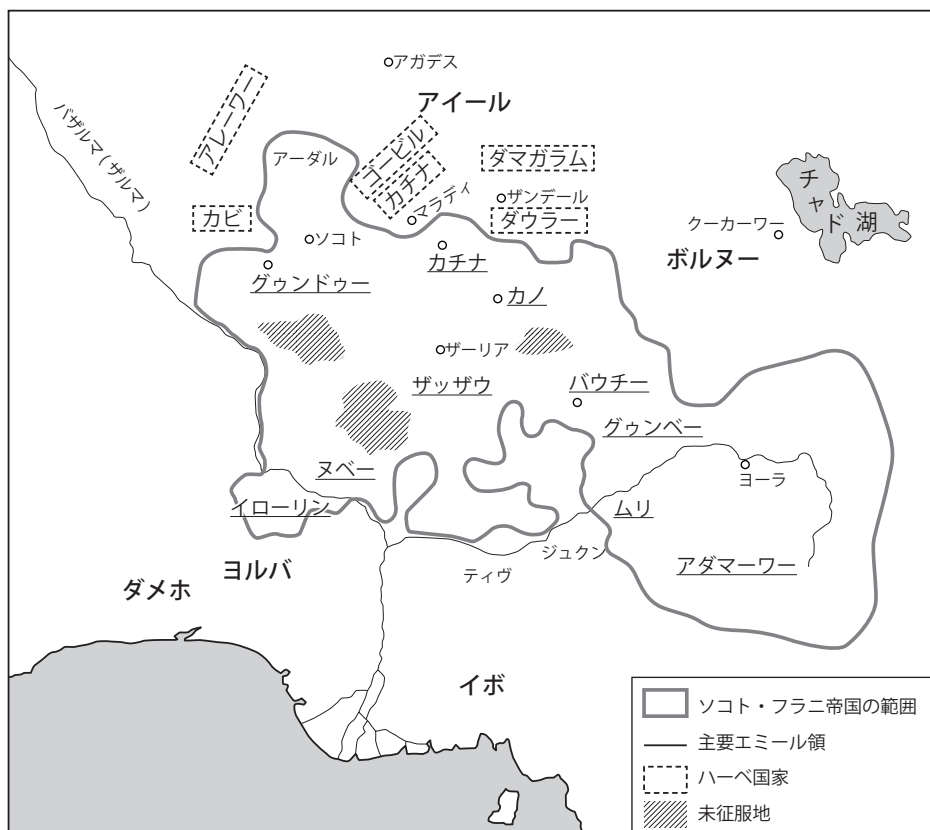 アガデス
アイール
バザルマ(ザルマ)
アレーワー
アーダル
ゴービル
カチナ
マラディ
ダマガラム
ザンデール
ダウラー
チャド湖
クーカーワー
ボルヌー
カビ
ソコト
グゥンドゥー
カチナ
カノ
ザーリア
ザッザウ
バウチー
グゥンベー
ヌペー
ヨーラ
イローリン
ムリ
ジュクン
ティヴ
アダマーワー
ヨルバ
ダメホ
イボ
ソコト・フラニ帝国の範囲
主要エミール領
ハーベ国家
未征服地